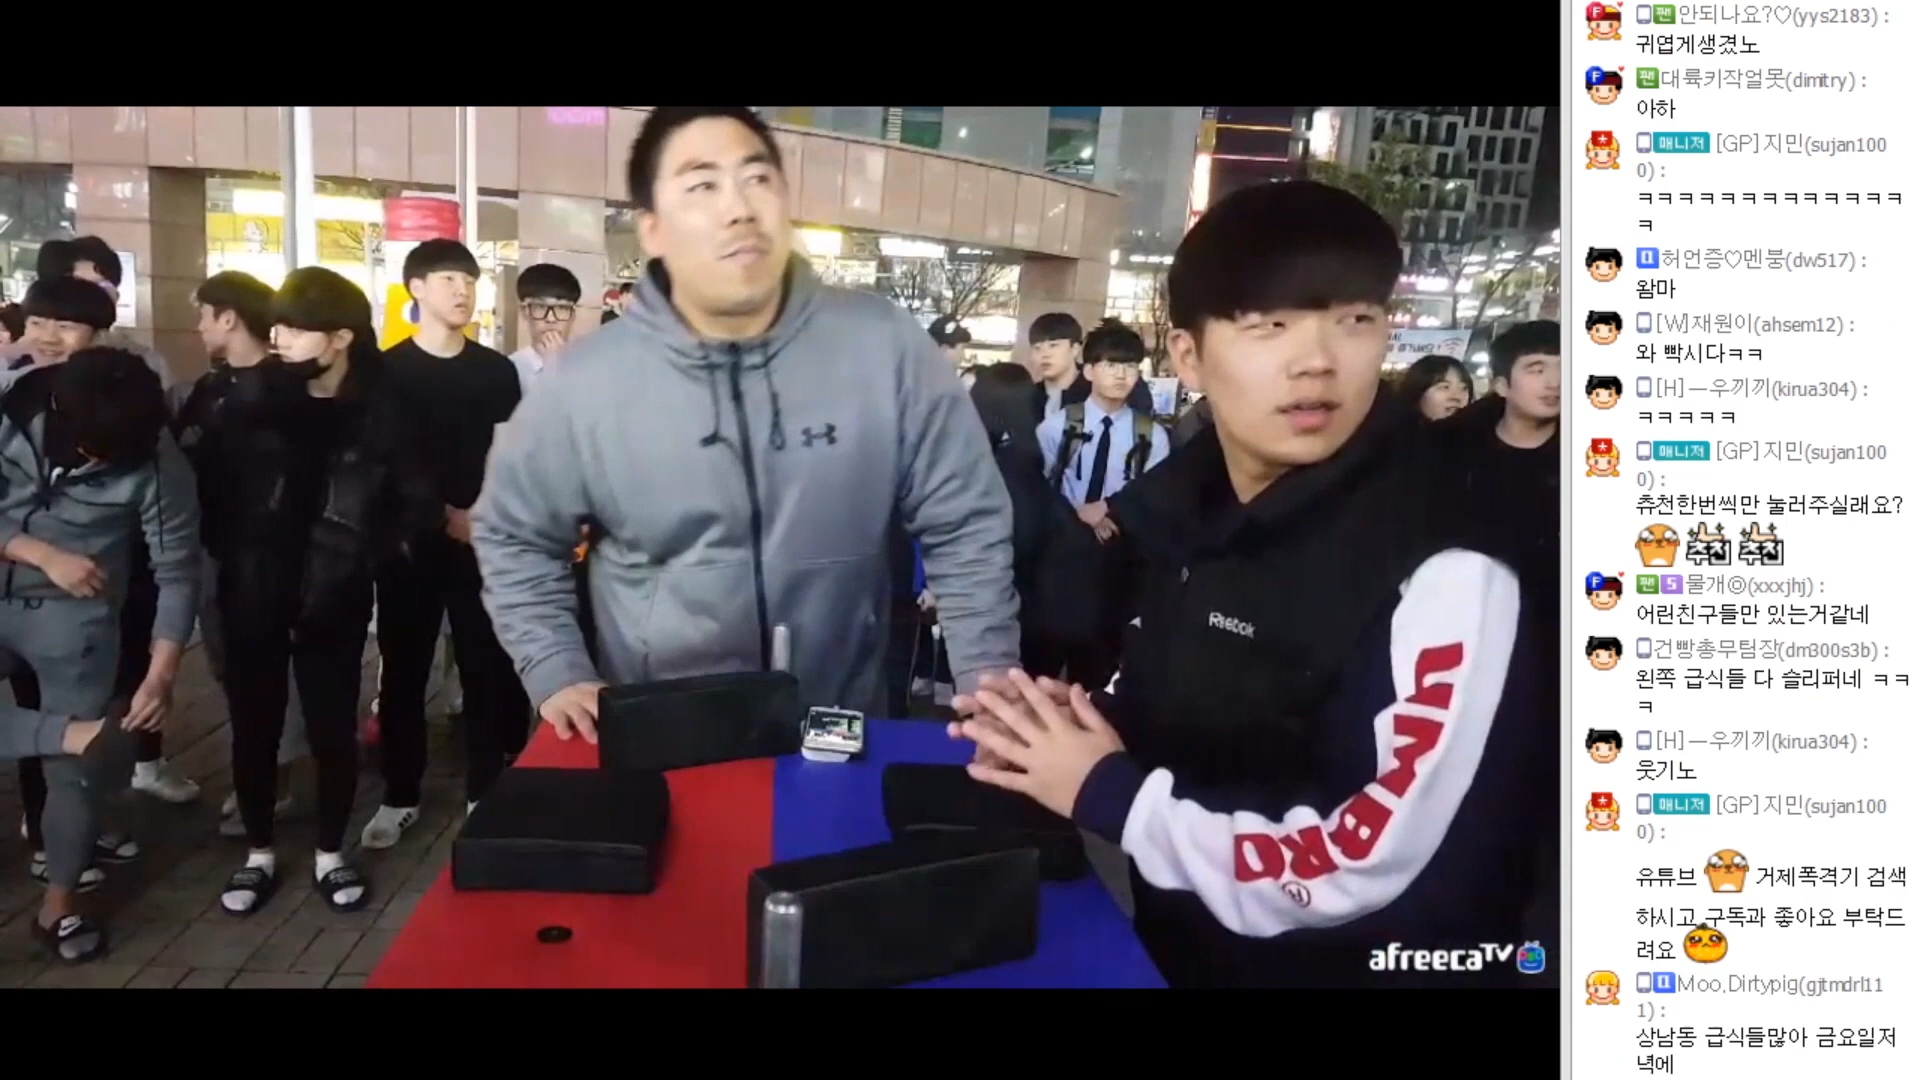 Reebok
UMBRO
afreecaTV
팬 안되나요?♡(yys2183) :
귀엽게생겼노
팬 대륙키작얼못(dimitry) :
아하
매니저 [GP]지민(sujan100
0) :
ㅋㅋㅋㅋㅋㅋㅋㅋㅋㅋㅋㅋㅋ
ㅋ
허언증♡멘붕(dw517) :
왐마
[W]재원이(ahsem12) :
와 빡시다ㅋㅋ
[H]ㅡ우끼끼(kirua304) :
ㅋㅋㅋㅋㅋ
매니저 [GP]지민(sujan100
0) :
츄천한번씩만 눌러주실래요?
추천 추천
팬 S 물개◎(xxxjhj) :
어린친구들만 있는거같네
건빵총무팀장(dm300s3b) :
왼쪽 급식들 다 슬리퍼네 ㅋㅋ
ㅋ
[H]ㅡ우끼끼(kirua304) :
웃기노
매니저 [GP]지민(sujan100
0) :
유튜브 거제폭격기 검색
하시고 구독과 좋아요 부탁드
려요
Moo,Dirtypig(gjtmdrl11
1) :
상남동 급식들많아 금요일저
녁에